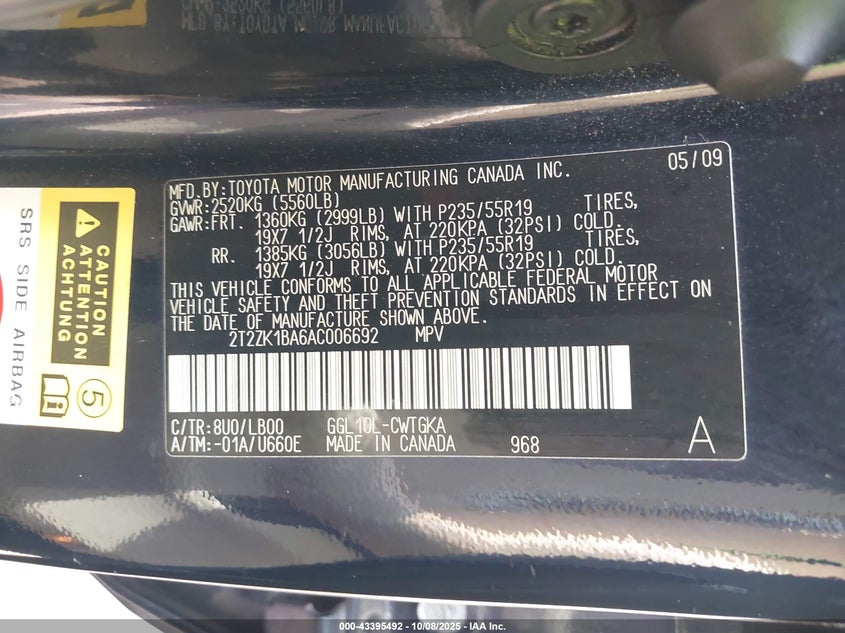 MFD.BY:TOYOTA MOTOR MANUFACTURING CANADA INC. 05/09
GVWR:2520KG (5560LB)
GAWR:FRT. 1360KG (2999LB) WITH P235/55R19 TIRES,
19X7 1/2J RIMS, AT 220KPA (32PSI) COLD.
RR. 1385KG (3056LB) WITH P235/55R19 TIRES,
19X7 1/2J RIMS, AT 220KPA (32PSI) COLD.
THIS VEHICLE CONFORMS TO ALL APPLICABLE FEDERAL MOTOR
VEHICLE SAFETY AND THEFT PREVENTION STANDARDS IN EFFECT ON
THE DATE OF MANUFACTURE SHOWN ABOVE.
2T2ZK1BA6AC006692 MPV
C/TR:8U0/LB00 GGL10L-CWTGKA
A/TM:-01A/U660E MADE IN CANADA 968 A
CAUTION
ATTENTION
ACHTUNG
5
SRS SIDE AIRBAG
000-43395492 - 10/08/2025 - IAA Inc.